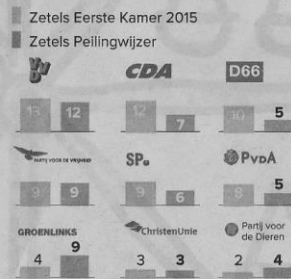 Zetels Eerste Kamer 2015
Zetels Peilingwijzer
VVD CDA D66
13 12 12 7 10 5
PARTIJ VOOR DE VRIJHEID SP. PvdA
9 9 9 6 8 5
GROENLINKS ChristenUnie Partij voor
de Dieren
4 9 3 3 2 4